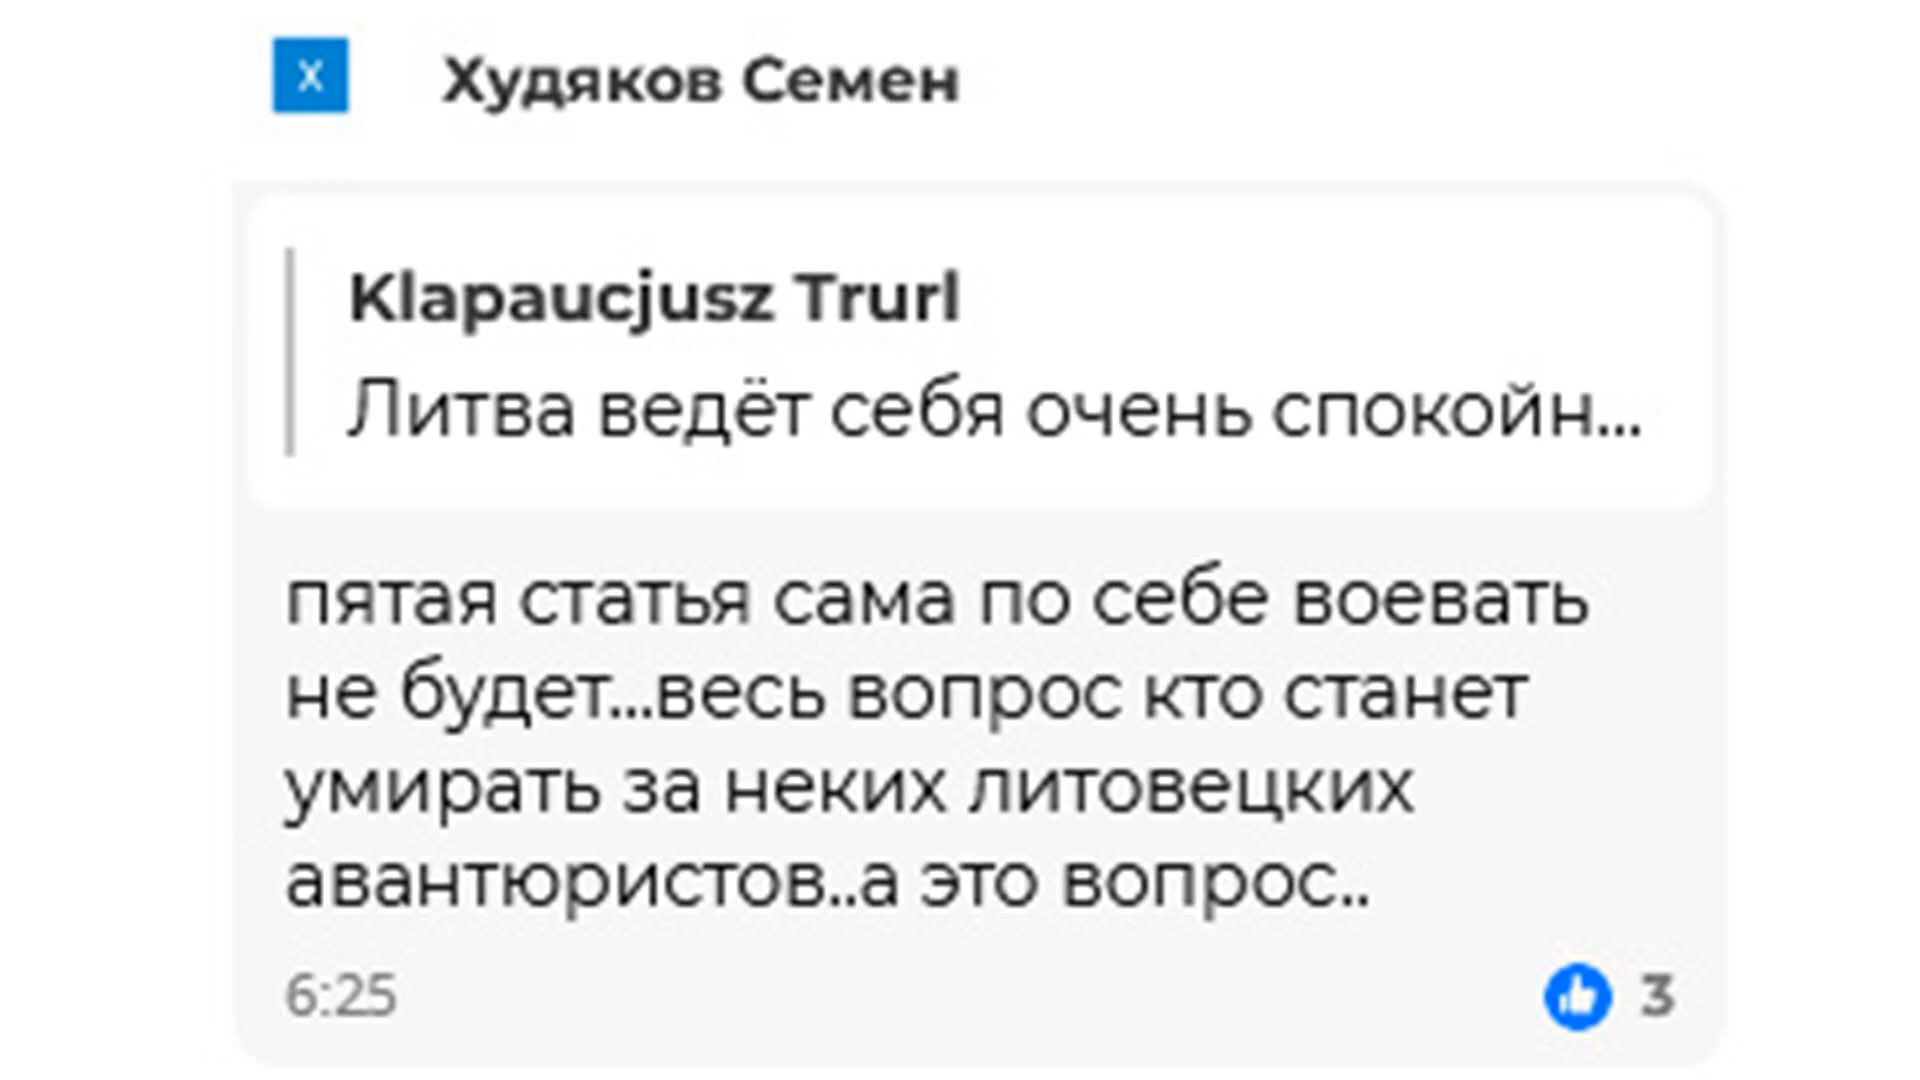 X
Худяков Семен
Klapaucjusz Trurl
Литва ведёт себя очень спокойн...
пятая статья сама по себе воевать
не будет...весь вопрос кто станет
умирать за неких литовецких
авантюристов..а это вопрос..
6:25
3